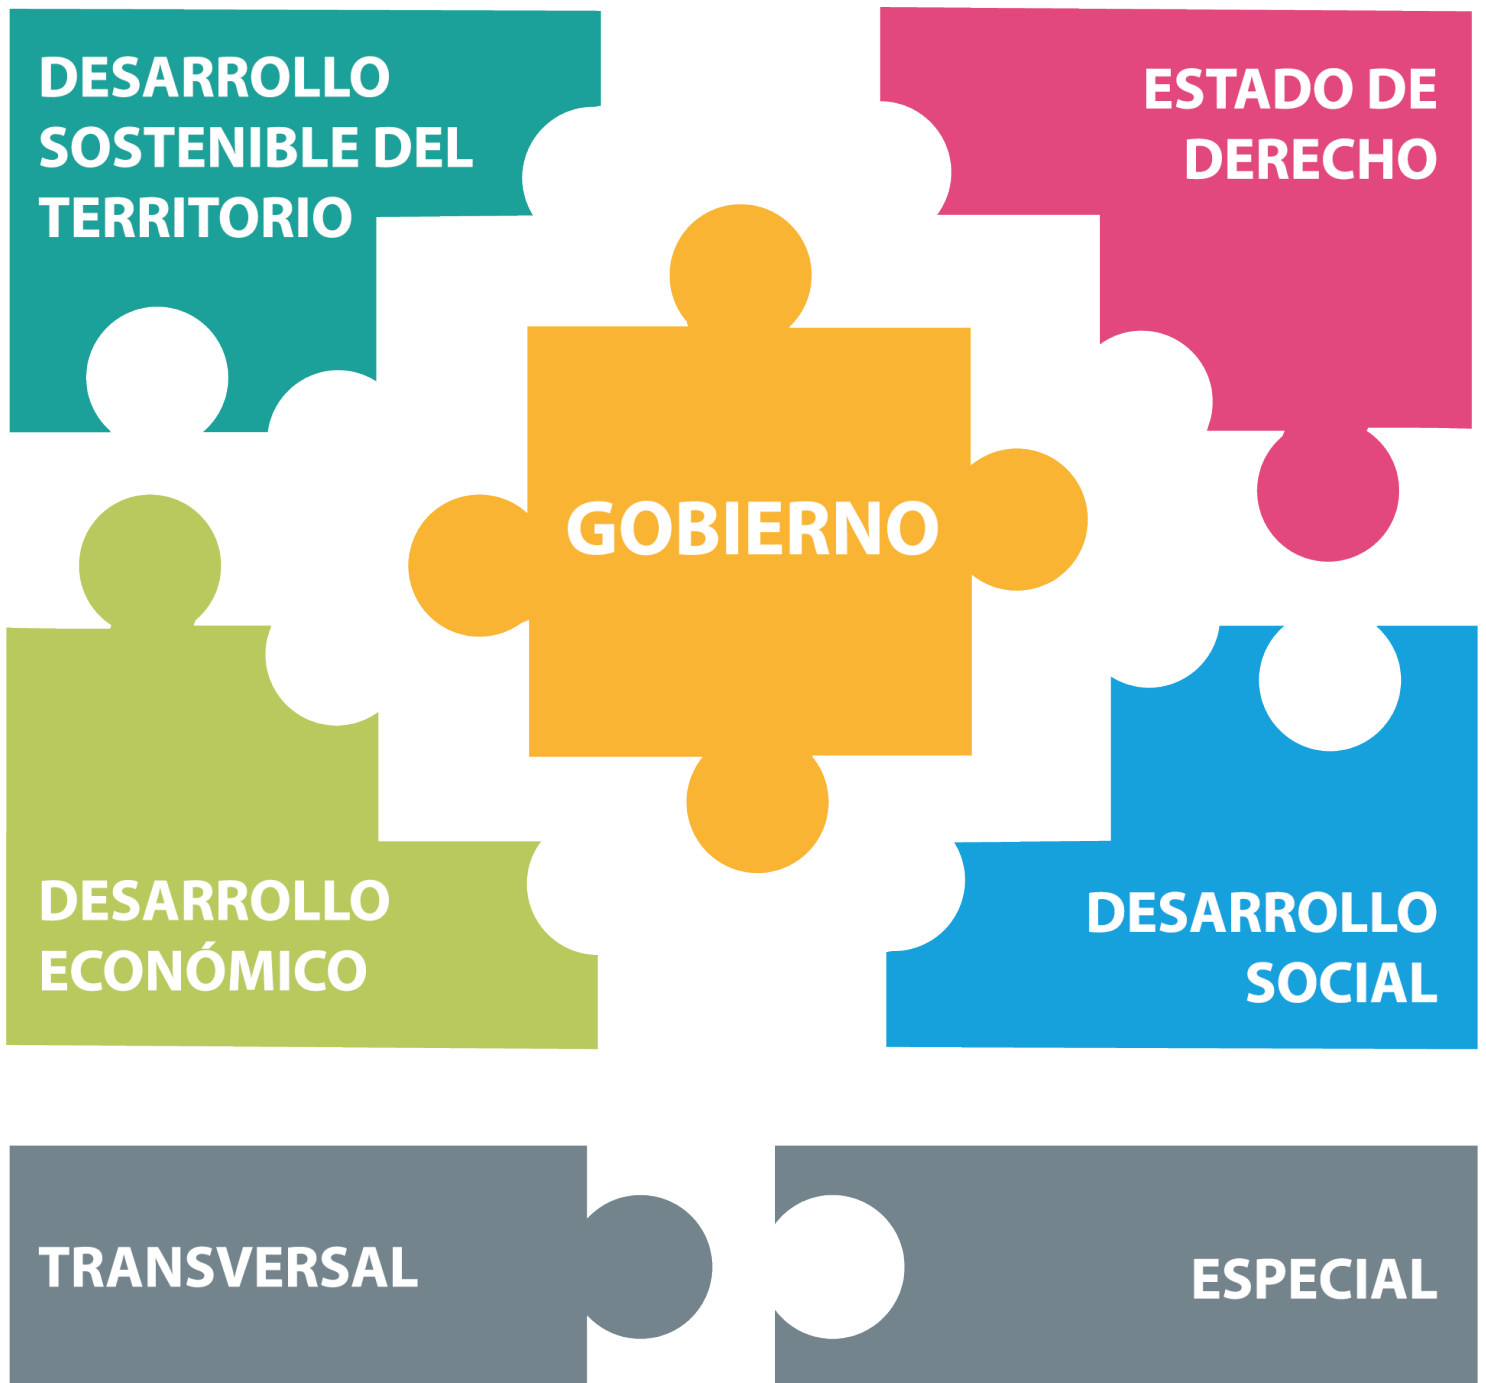 DESARROLLO
SOSTENIBLE DEL
TERRITORIO
ESTADO DE
DERECHO
GOBIERNO
DESARROLLO
ECONÓMICO
DESARROLLO
SOCIAL
TRANSVERSAL
ESPECIAL